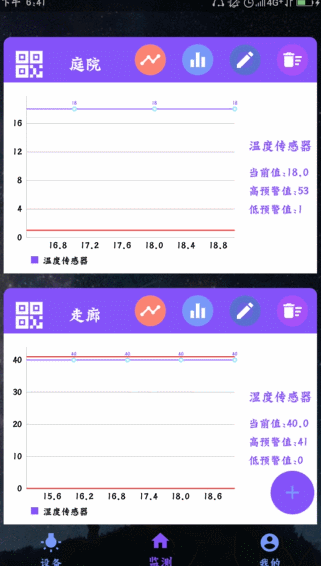 下午 6:41 4G+
庭院
18 18 18
16
12
8
4
0
16.8 17.2 17.6 18.0 18.4 18.8
温度传感器
温度传感器
当前值:18.0
高预警值:53
低预警值:1
走廊
40 40 40 40
40
30
20
10
0
15.6 16.2 16.8 17.4 18.0 18.6
湿度传感器
湿度传感器
当前值:40.0
高预警值:41
低预警值:0
+
设备 监测 我的